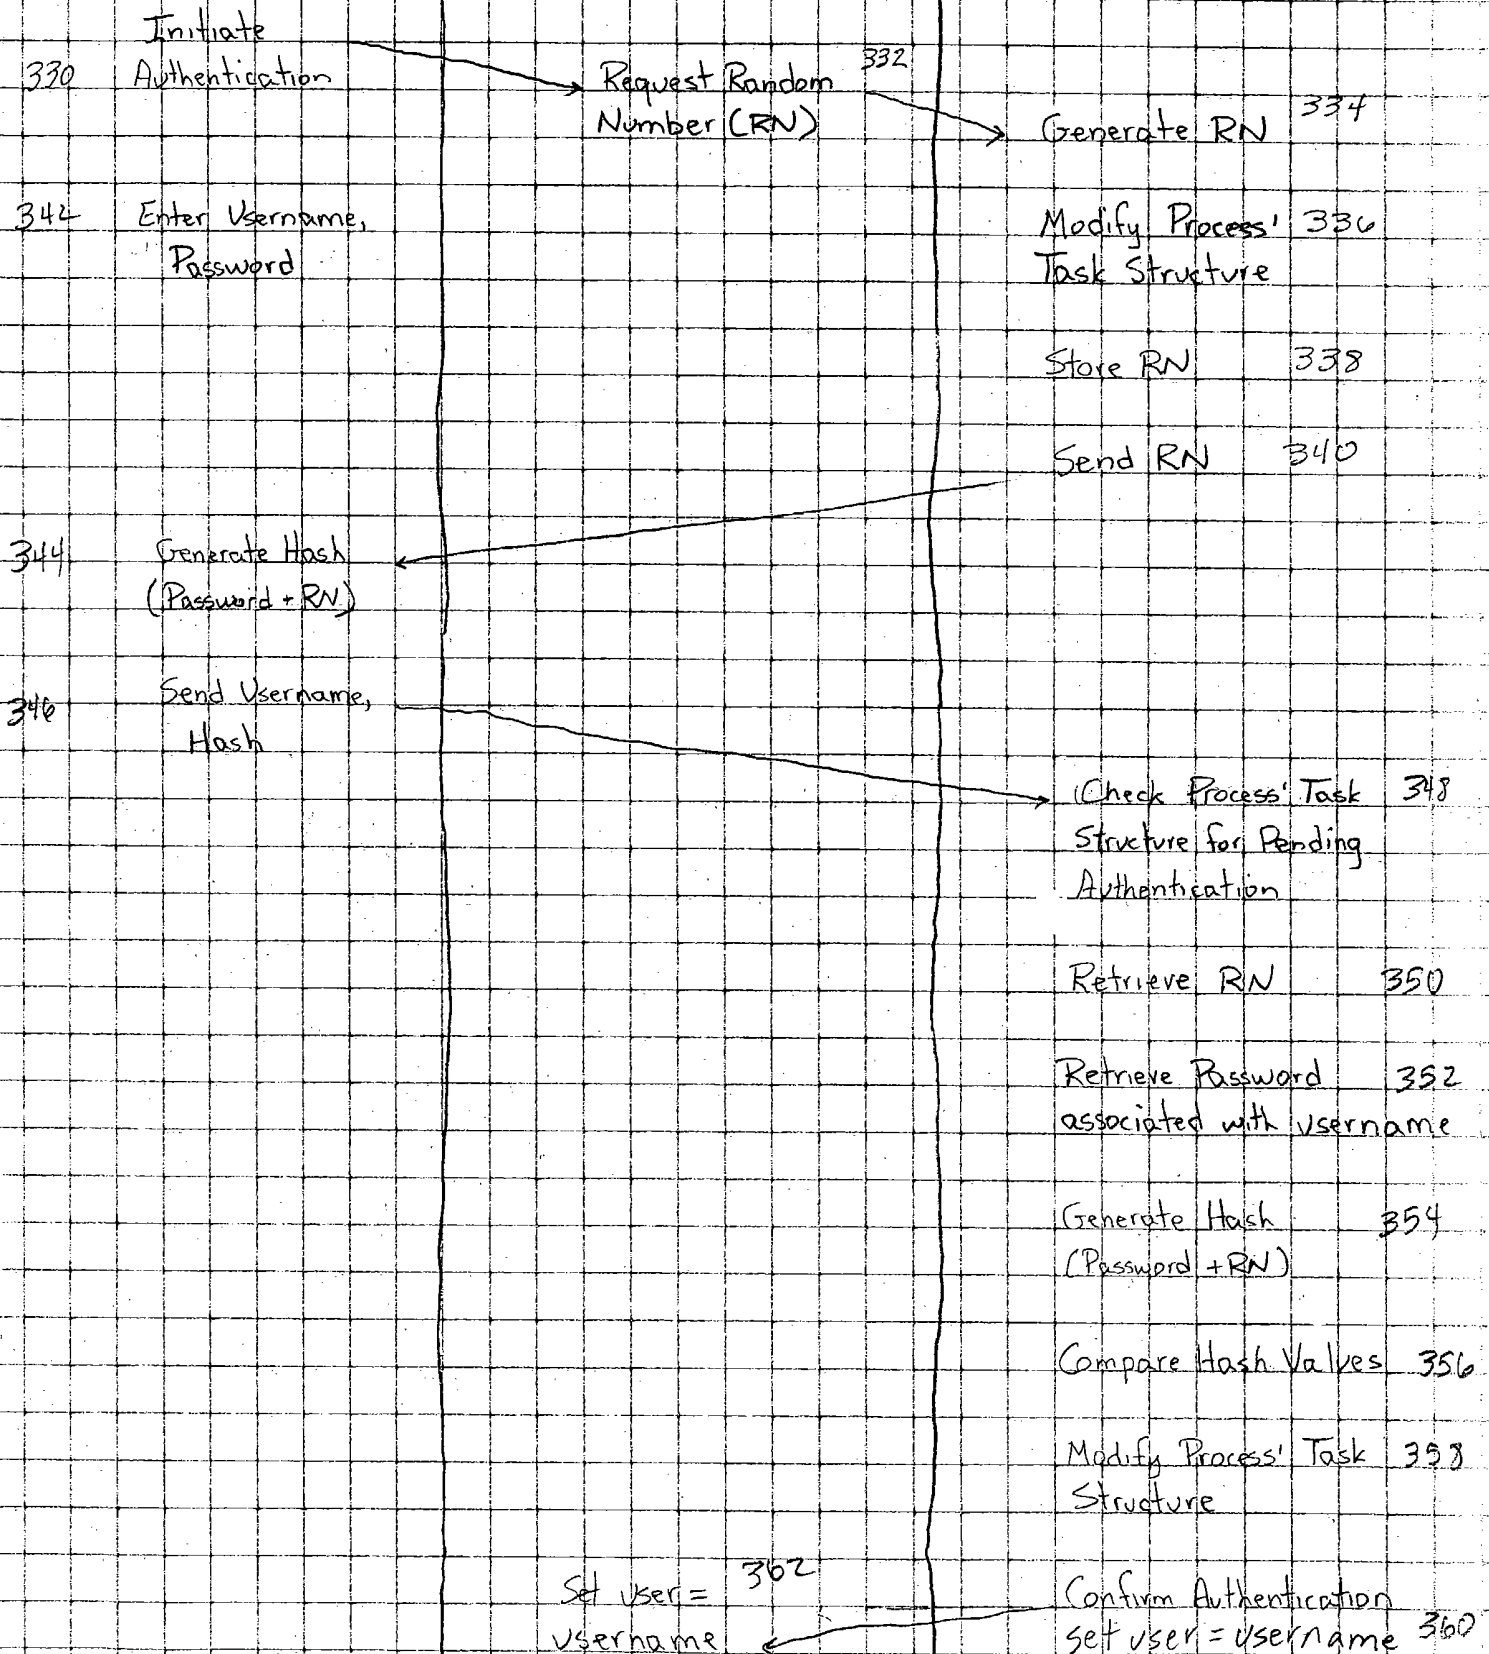 Initiate
330 Authentication
Request Random 332
Number (RN)
Generate RN 334
342 Enter Username,
Password
Modify Process' 336
Task Structure
Store RN 338
Send RN 340
344 Generate Hash
(Password + RN)
346 Send Username,
Hash
Check Process' Task 348
Structure for Pending
Authentication
Retrieve RN 350
Retrieve Password 352
associated with username
Generate Hash 354
(Password + RN)
Compare Hash Values 356
Modify Process' Task 358
Structure
Set user = 362
username
Confirm Authentication
set user = username 360